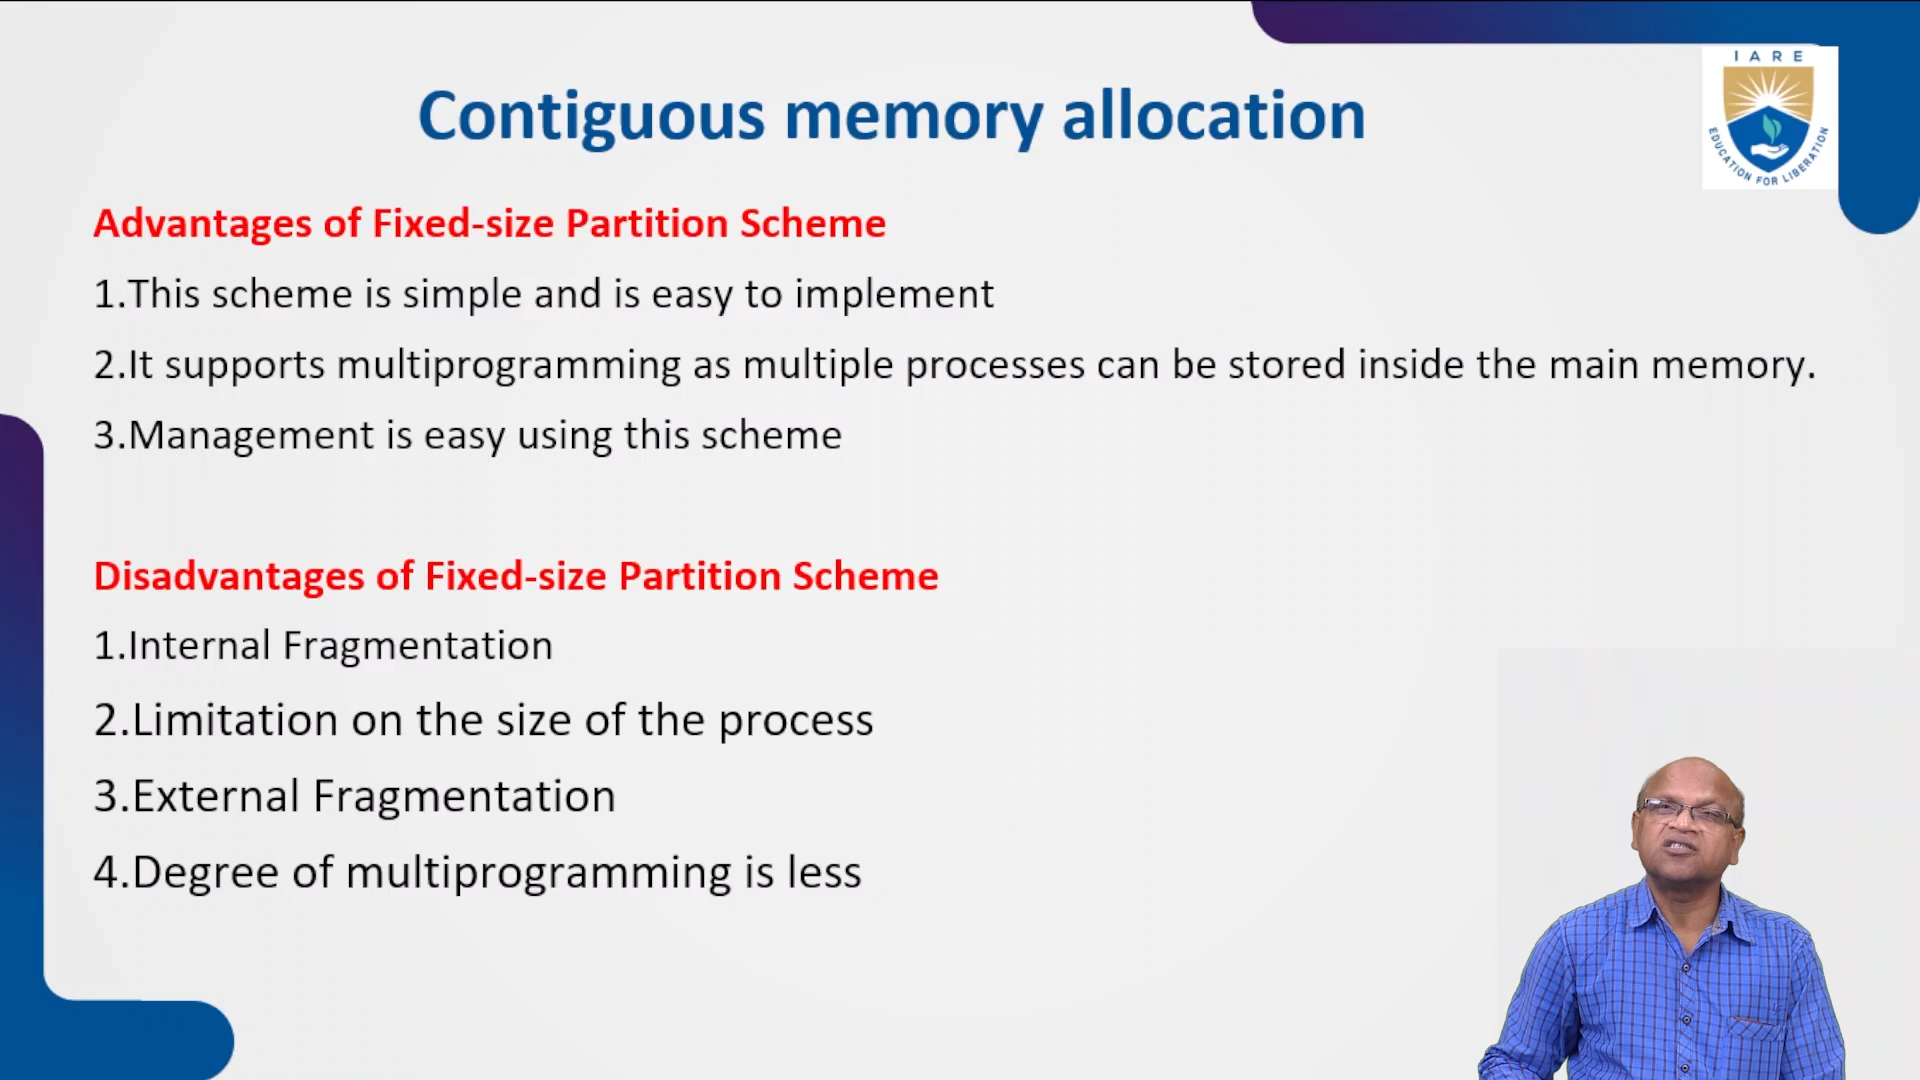 IARE
EDUCATION FOR LIBERATION
Contiguous memory allocation
Advantages of Fixed-size Partition Scheme
1.This scheme is simple and is easy to implement
2.It supports multiprogramming as multiple processes can be stored inside the main memory.
3.Management is easy using this scheme
Disadvantages of Fixed-size Partition Scheme
1.Internal Fragmentation
2.Limitation on the size of the process
3.External Fragmentation
4.Degree of multiprogramming is less